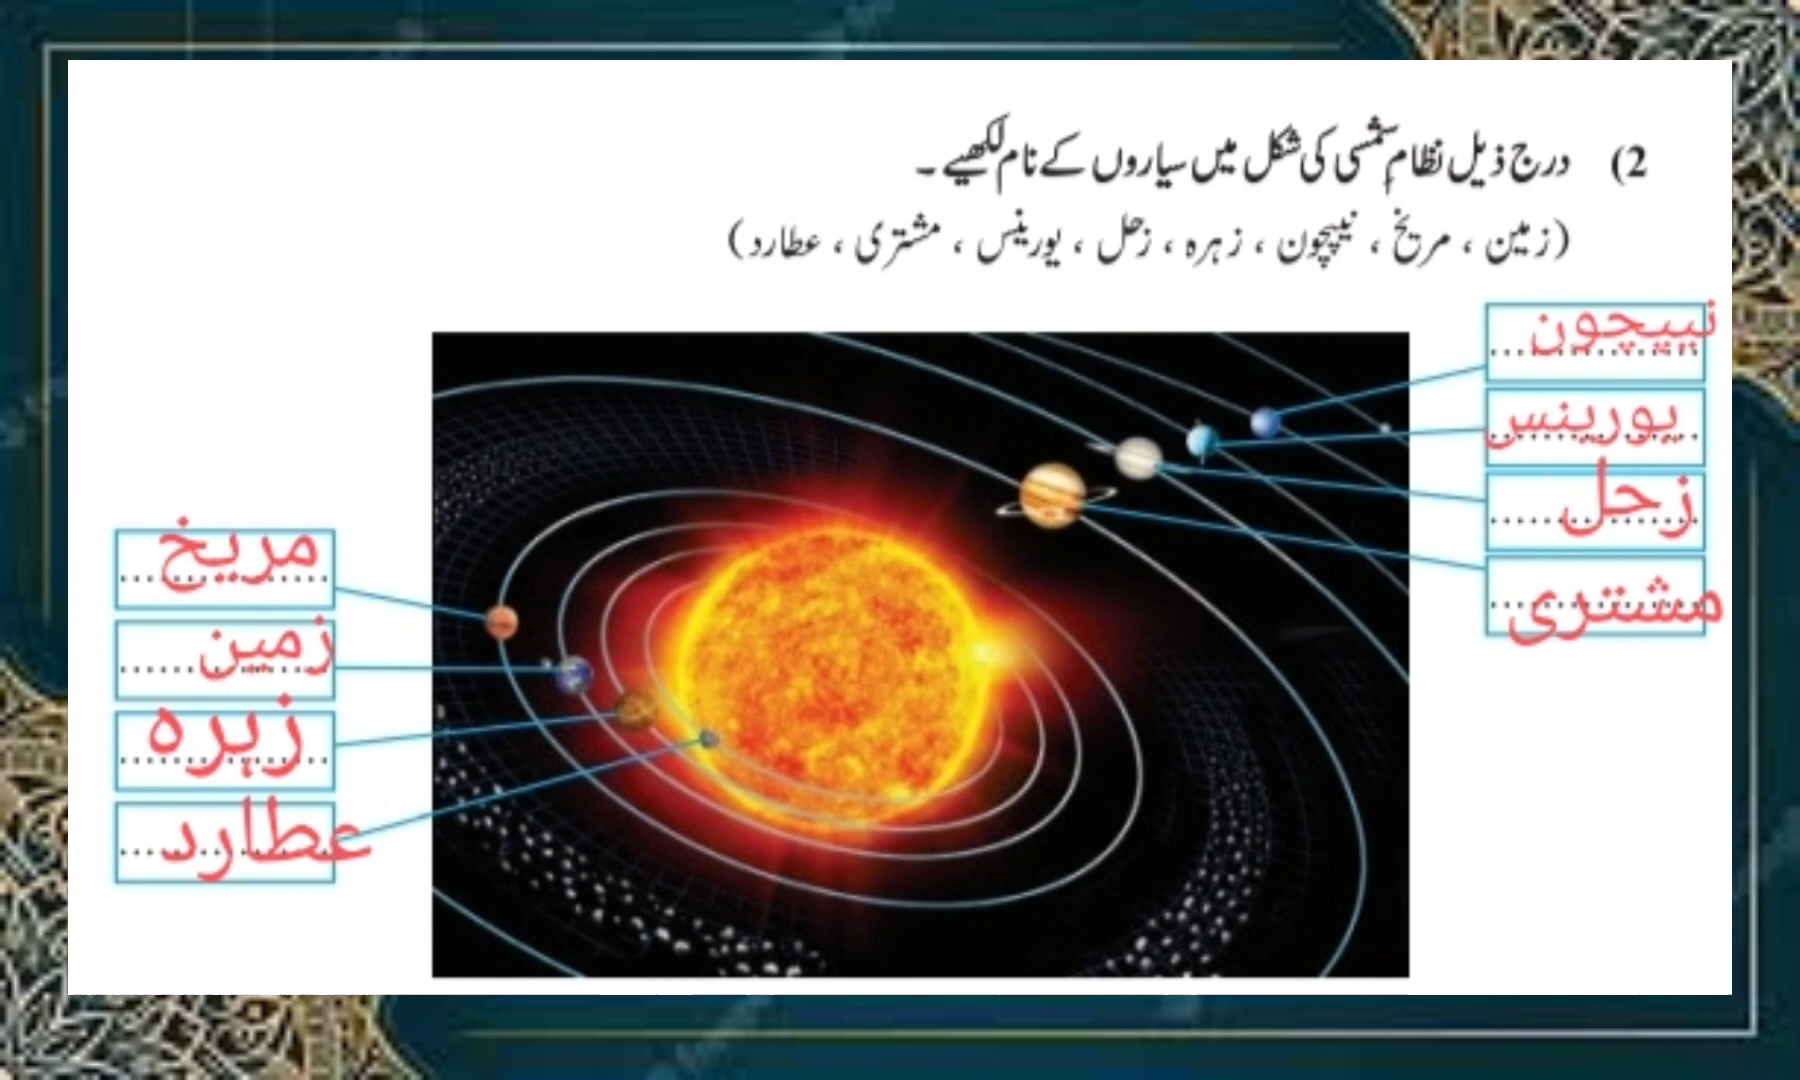 2) درج ذیل نظامِ شمسی کی شکل میں سیاروں کے نام لکھیے ۔
(زمین ، مریخ ، نیپچون ، زہرہ ، زحل ، یورینس ، مشتری ، عطارد)
نیپچون
یورینس
زحل
مشتری
مریخ
زمین
زہرہ
عطارد